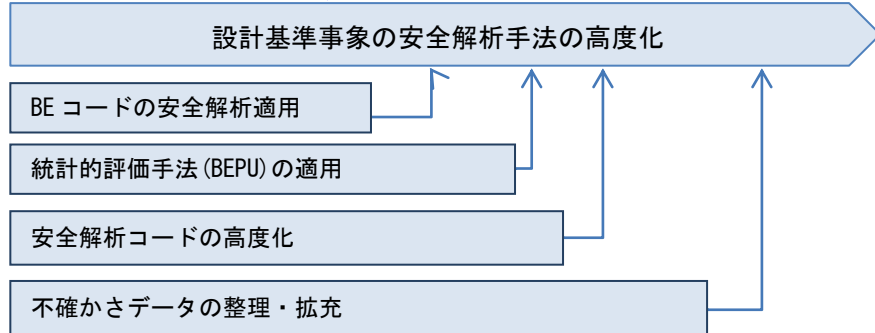 設計基準事象の安全解析手法の高度化
BE コードの安全解析適用
統計的評価手法(BEPU)の適用
安全解析コードの高度化
不確かさデータの整理・拡充